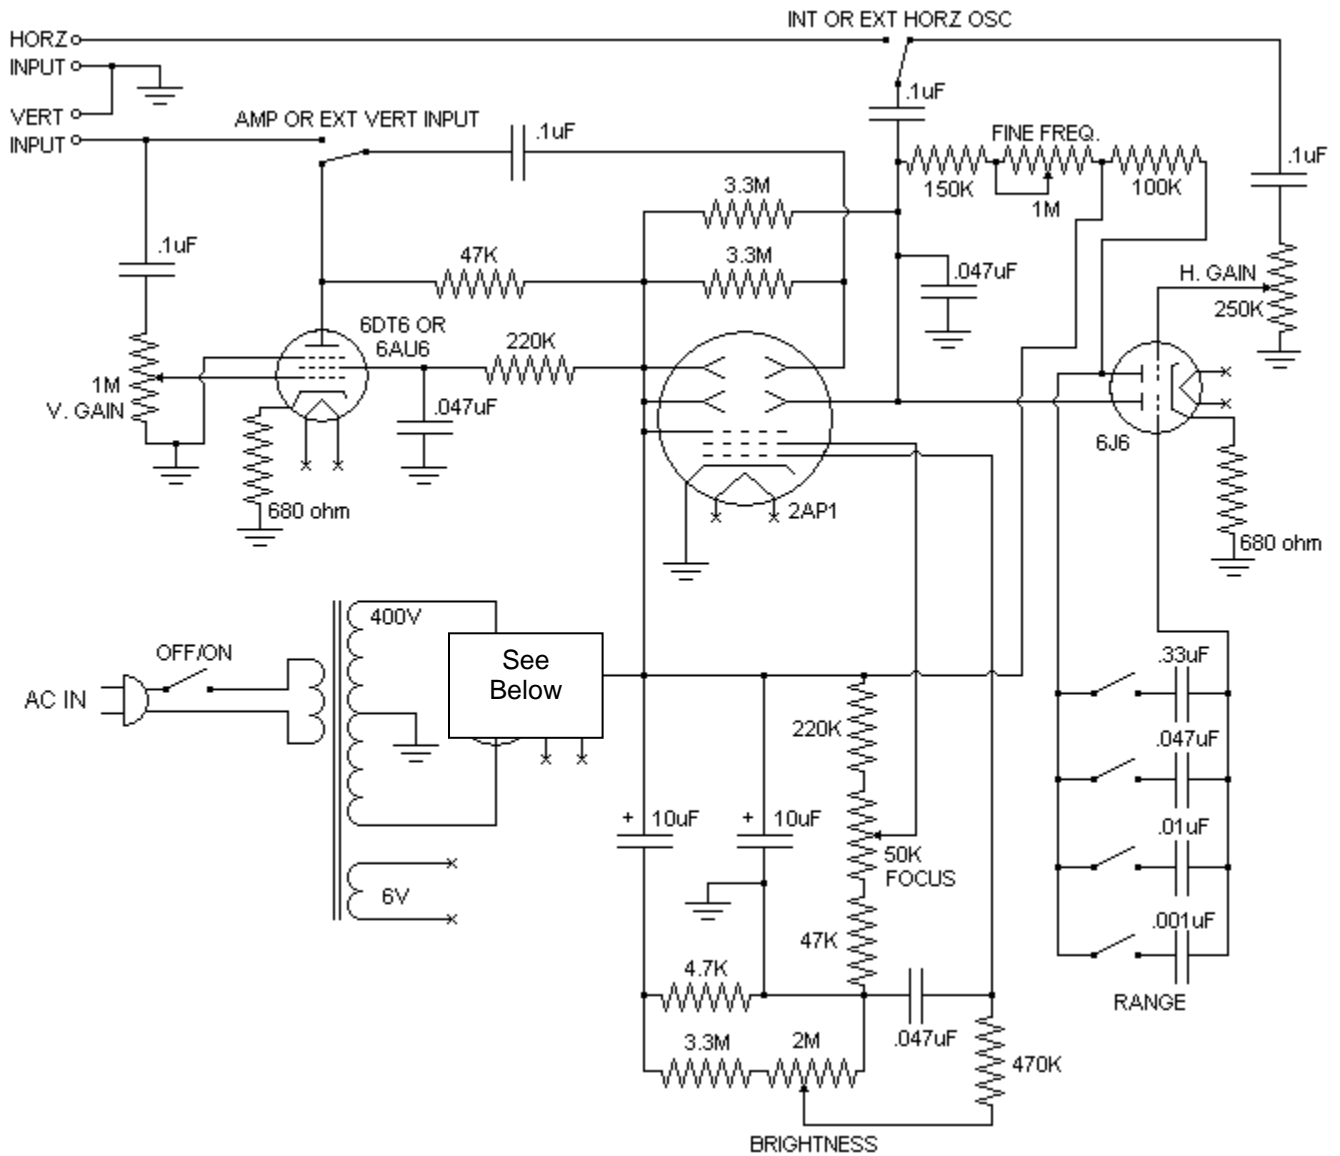 INT OR EXT HORZ OSC
HORZ
INPUT
VERT
INPUT
AMP OR EXT VERT INPUT
.1uF
.1uF
FINE FREQ.
150K
1M
100K
.1uF
3.3M
3.3M
.1uF
47K
.047uF
H. GAIN
250K
6DT6 OR
6AU6
220K
1M
V. GAIN
.047uF
6J6
680 ohm
2AP1
680 ohm
400V
OFF/ON
AC IN
See
Below
.33uF
220K
.047uF
+
10uF
+
10uF
.01uF
50K
FOCUS
6V
47K
.001uF
4.7K
RANGE
3.3M
2M
.047uF
470K
BRIGHTNESS